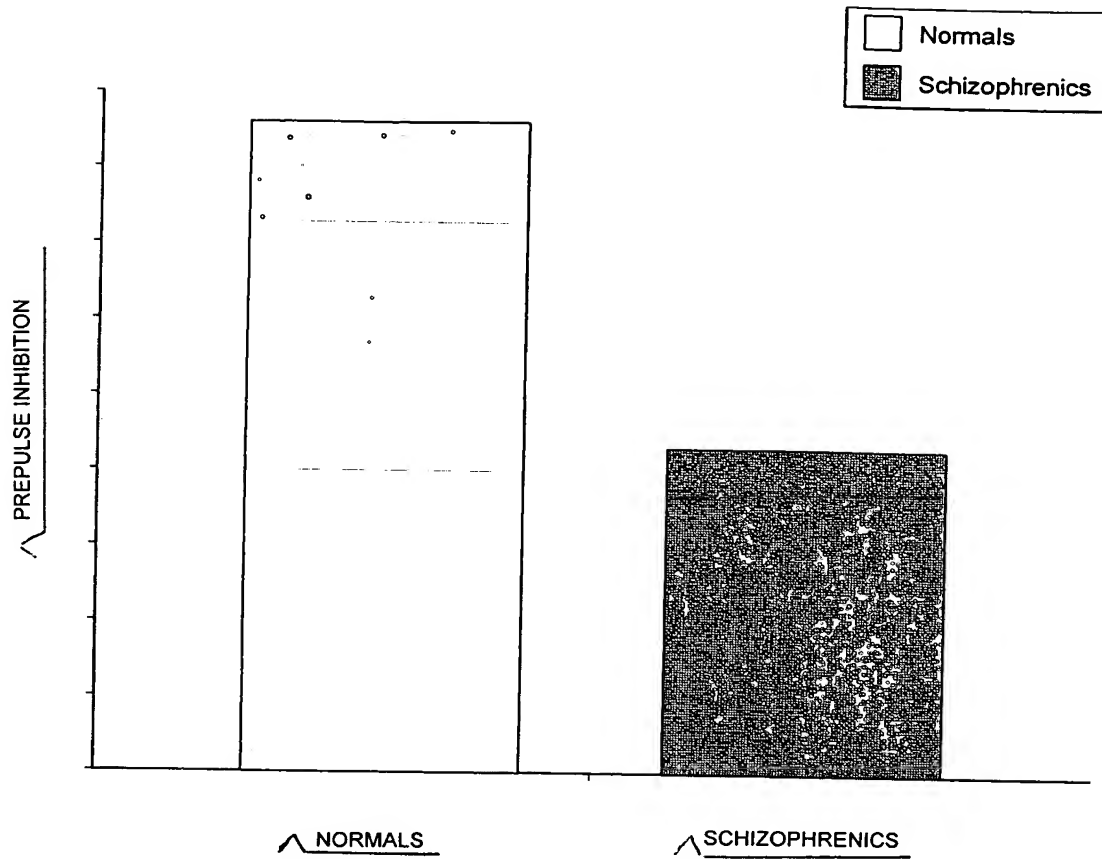 Normals
Schizophrenics
PREPULSE INHIBITION
NORMALS
SCHIZOPHRENICS